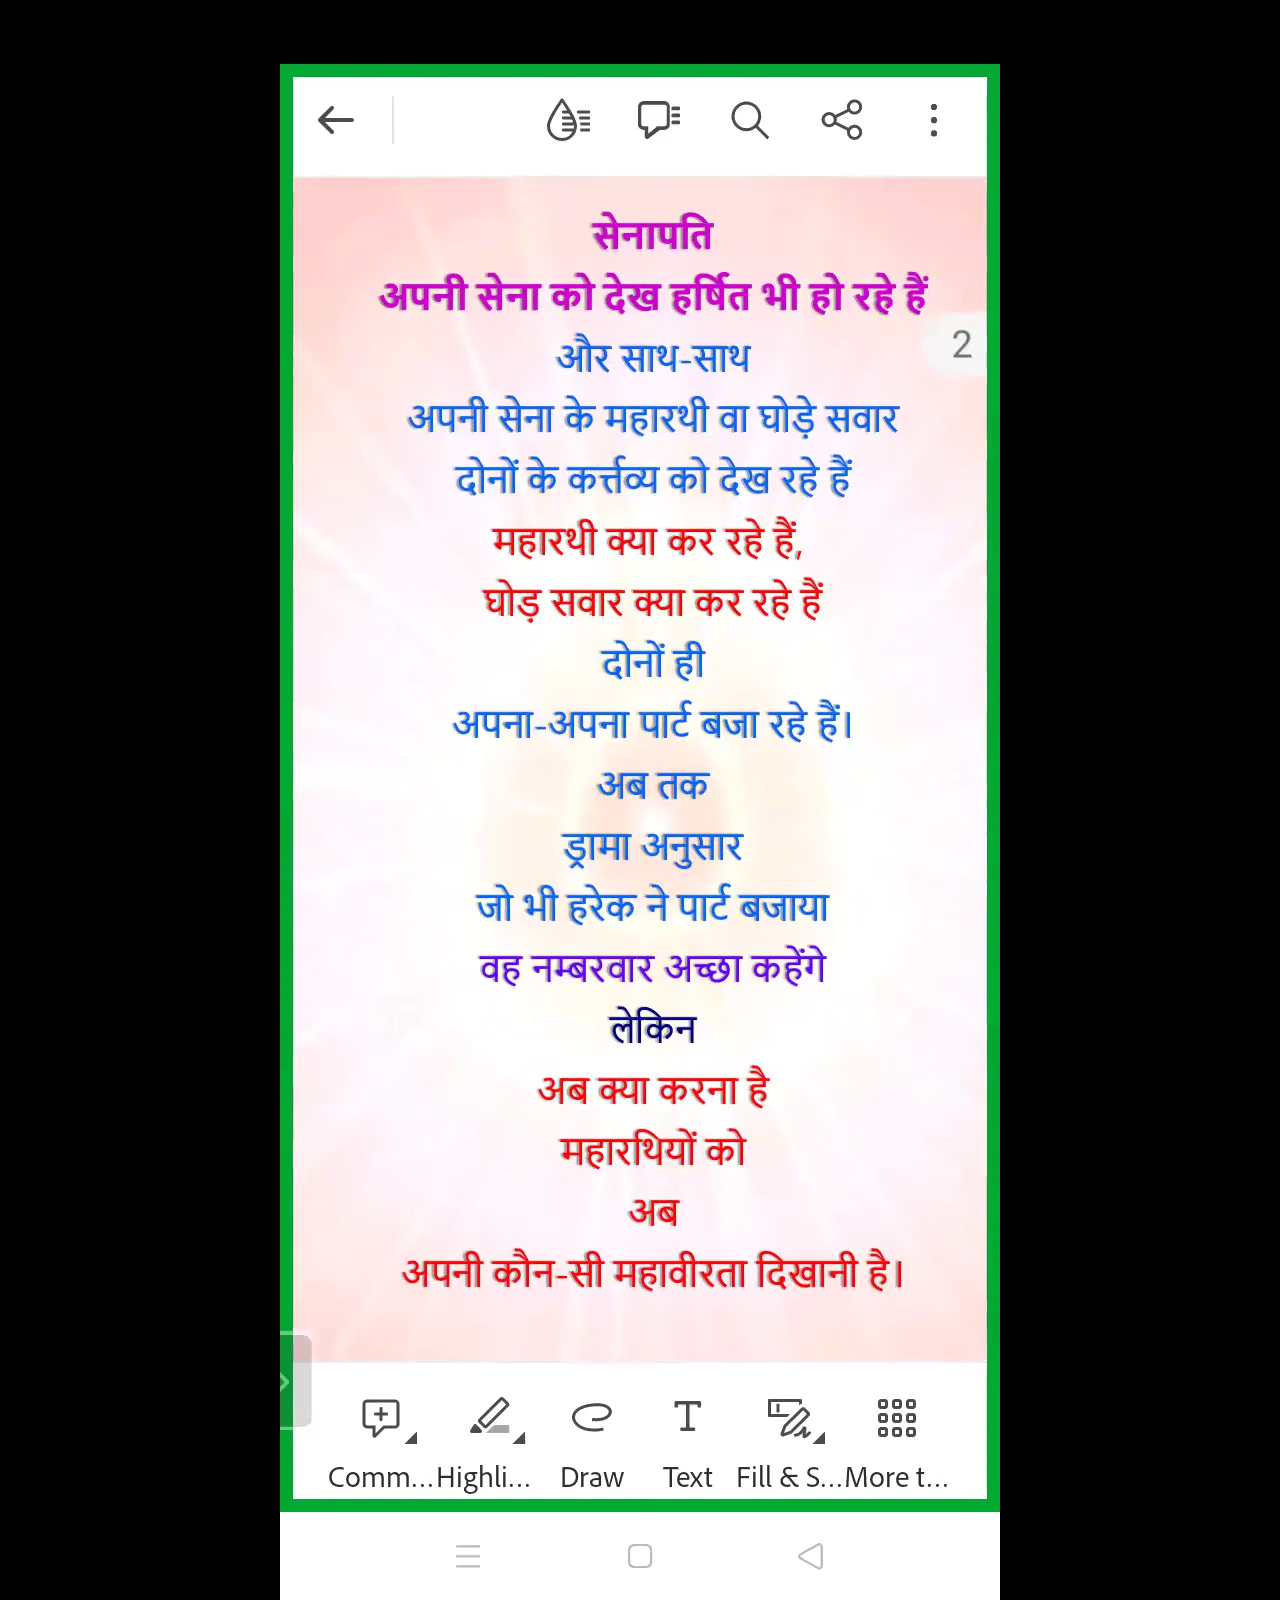 सेनापति
अपनी सेना को देख हर्षित भी हो रहे हैं
2
और साथ-साथ
अपनी सेना के महारथी वा घोड़े सवार
दोनों के कर्त्तव्य को देख रहे हैं
महारथी क्या कर रहे हैं,
घोड़ सवार क्या कर रहे हैं
दोनों ही
अपना-अपना पार्ट बजा रहे हैं।
अब तक
ड्रामा अनुसार
जो भी हरेक ने पार्ट बजाया
वह नम्बरवार अच्छा कहेंगे
लेकिन
अब क्या करना है
महारथियों को
अब
अपनी कौन-सी महावीरता दिखानी है।
Comm... Highli... Draw Text Fill & S... More t...